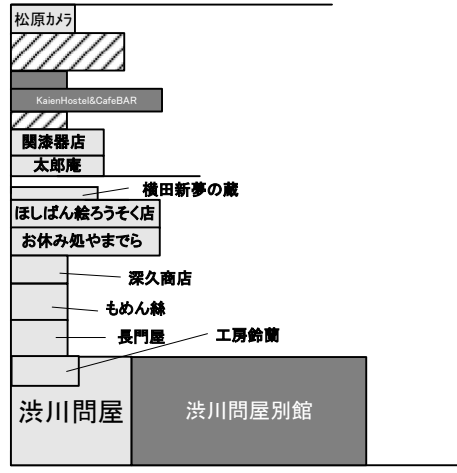 松原カメラ
KaienHostel&CafeBAR
関漆器店
太郎庵
横田新夢の蔵
ほしばん絵ろうそく店
お休み処やまでら
深久商店
もめん絲
長門屋
工房鈴蘭
渋川問屋
渋川問屋別館